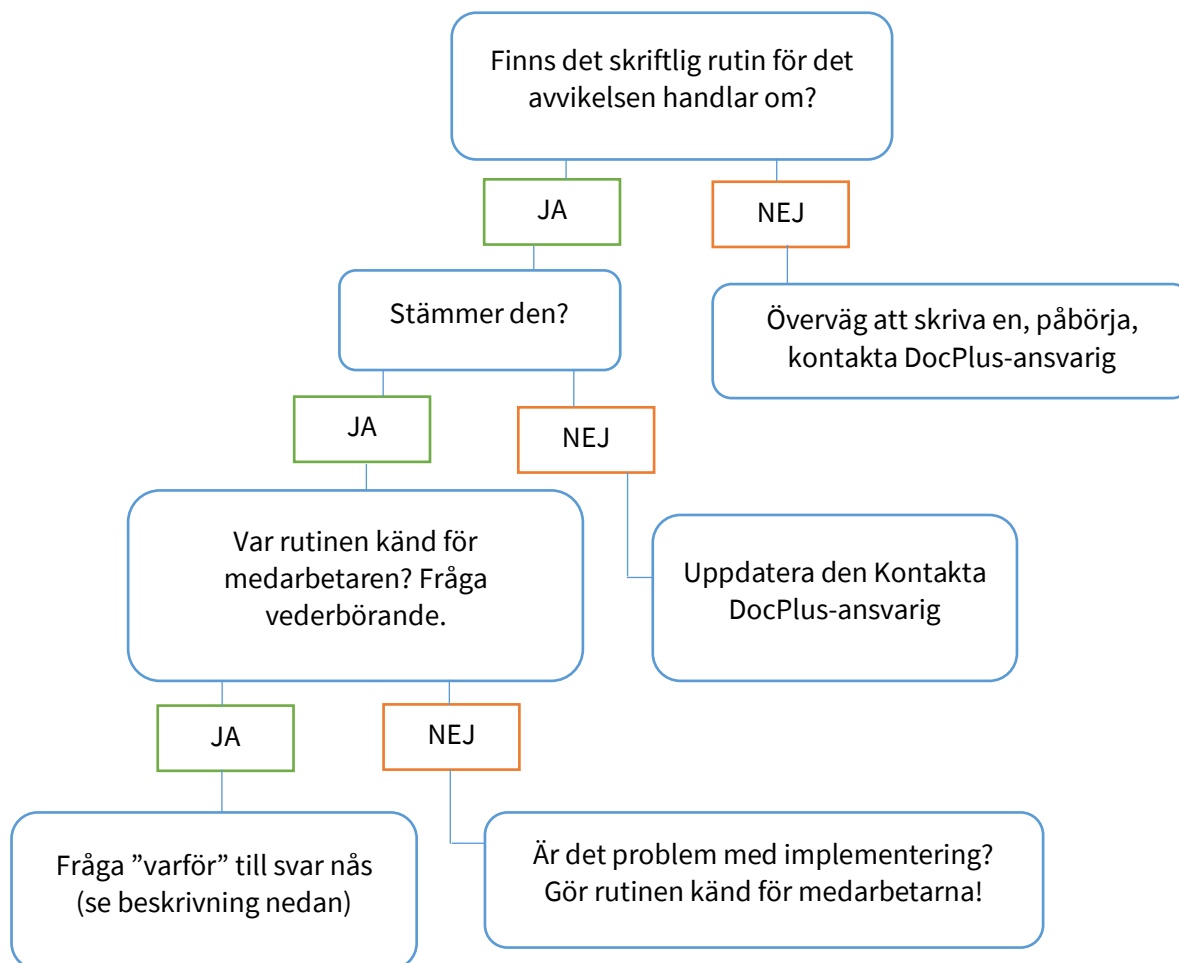 Finns det skriftlig rutin för det
avvikelsen handlar om?
JA
NEJ
Stämmer den?
Överväg att skriva en, påbörja,
kontakta DocPlus-ansvarig
JA
NEJ
Var rutinen känd för
medarbetaren? Fråga
vederbörande.
Uppdatera den Kontakta
DocPlus-ansvarig
JA
NEJ
Fråga ”varför” till svar nås
(se beskrivning nedan)
Är det problem med implementering?
Gör rutinen känd för medarbetarna!